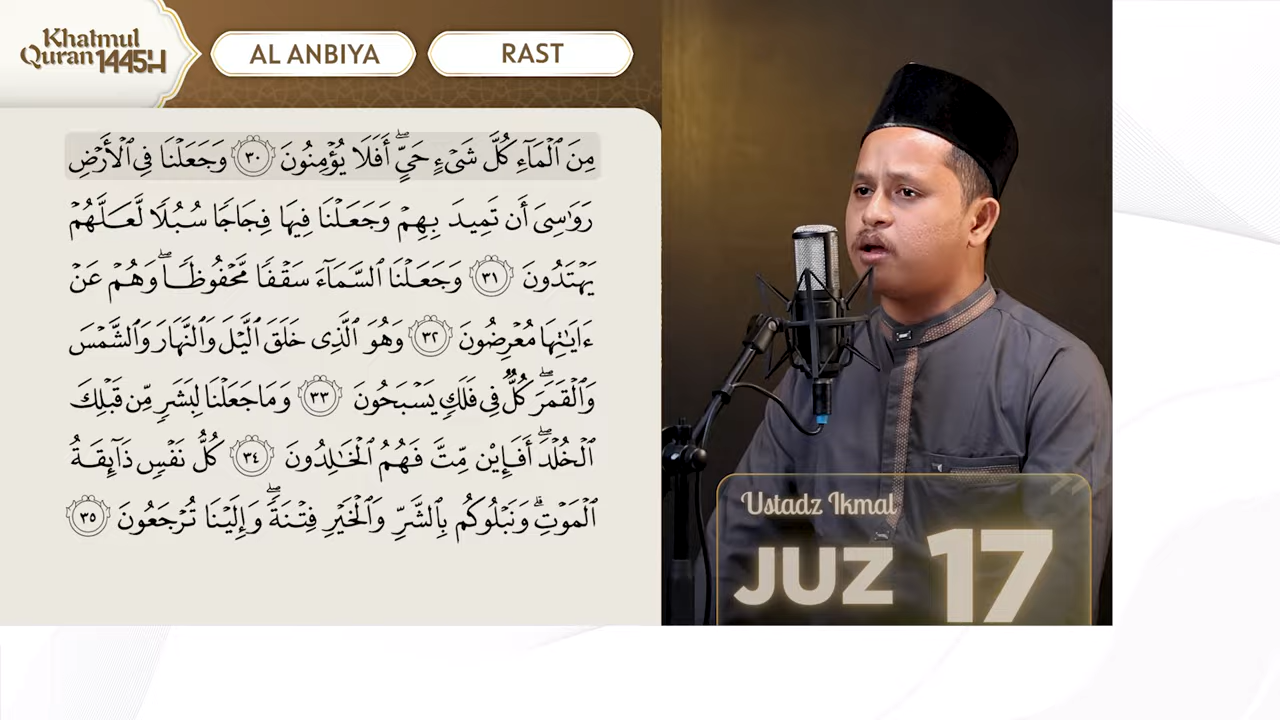 Khatmul
Quran 1445H
AL ANBIYA
RAST
مِنَ ٱلْمَآءِ كُلَّ شَىْءٍ حَىٍّ ۖ أَفَلَا يُؤْمِنُونَ ٣٠ وَجَعَلْنَا فِى ٱلْأَرْضِ
رَوَٰسِىَ أَن تَمِيدَ بِهِمْ وَجَعَلْنَا فِيهَا فِجَاجًا سُبُلًا لَّعَلَّهُمْ
يَهْتَدُونَ ٣١ وَجَعَلْنَا ٱلسَّمَآءَ سَقْفًا مَّحْفُوظًا ۖ وَهُمْ عَنْ
ءَايَٰتِهَا مُعْرِضُونَ ٣٢ وَهُوَ ٱلَّذِى خَلَقَ ٱلَّيْلَ وَٱلنَّهَارَ وَٱلشَّمْسَ
وَٱلْقَمَرَ ۖ كُلٌّ فِى فَلَكٍ يَسْبَحُونَ ٣٣ وَمَا جَعَلْنَا لِبَشَرٍ مِّن قَبْلِكَ
ٱلْخُلْدَ ۖ أَفَإِي۟ن مِّتَّ فَهُمُ ٱلْخَٰلِدُونَ ٣٤ كُلُّ نَفْسٍ ذَآئِقَةُ
ٱلْمَوْتِ ۗ وَنَبْلُوكُم بِٱلشَّرِّ وَٱلْخَيْرِ فِتْنَةً ۖ وَإِلَيْنَا تُرْجَعُونَ ٣٥
Ustadz Ikmal
JUZ 17